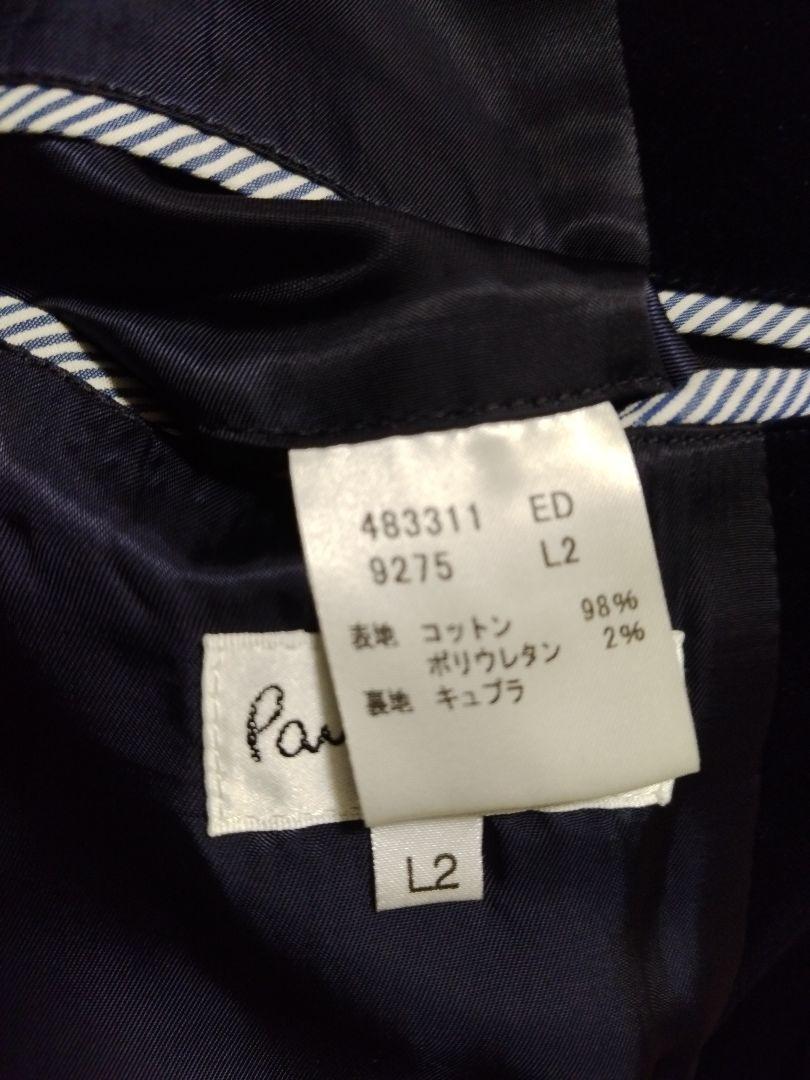 483311 ED
9275 L2
表地 コットン 98%
ポリウレタン 2%
裏地 キュプラ
Pau
L2